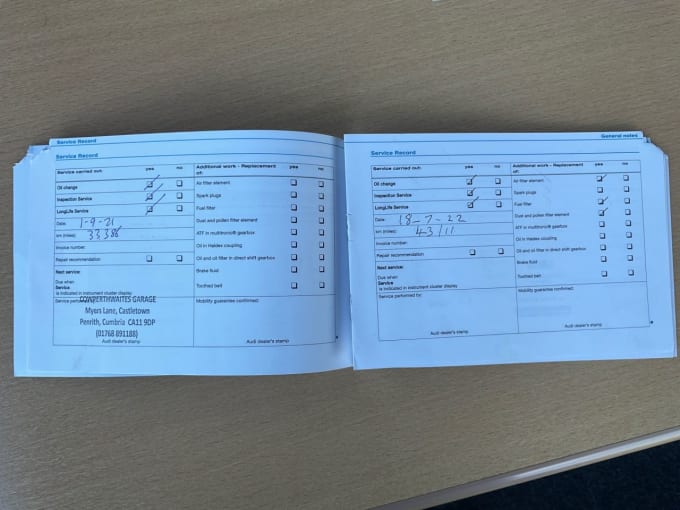 Service Record
Service Record
Service carried out: yes no
Oil change
Inspection Service
LongLife Service
Date: 1-9-21
km (miles): 
Invoice number:
Repair recommendation
Next service:
Due when
Service
is indicated in instrument cluster display
Service performed by:
COWPERTHWAITES GARAGE
Myers Lane, Castletown
Penrith, Cumbria CA11 9DP
(01768 891188)
Audi dealer's stamp
Additional work - Replacement of: yes no
Air filter element
Spark plugs
Fuel filter
Dust and pollen filter element
ATF in multitronic® gearbox
Oil in Haldex coupling
Oil and oil filter in direct shift gearbox
Brake fluid
Toothed belt
Mobility guarantee confirmed:
Audi dealer's stamp
General notes
Service Record
Service carried out: yes no
Oil change
Inspection Service
LongLife Service
Date: 18-7-22
km (miles): 43111
Invoice number:
Repair recommendation
Next service:
Due when
Service
is indicated in instrument cluster display
Service performed by:
Audi dealer's stamp
Additional work - Replacement of: yes no
Air filter element
Spark plugs
Fuel filter
Dust and pollen filter element
ATF in multitronic® gearbox
Oil in Haldex coupling
Oil and oil filter in direct shift gearbox
Brake fluid
Toothed belt
Mobility guarantee confirmed:
Audi dealer's stamp